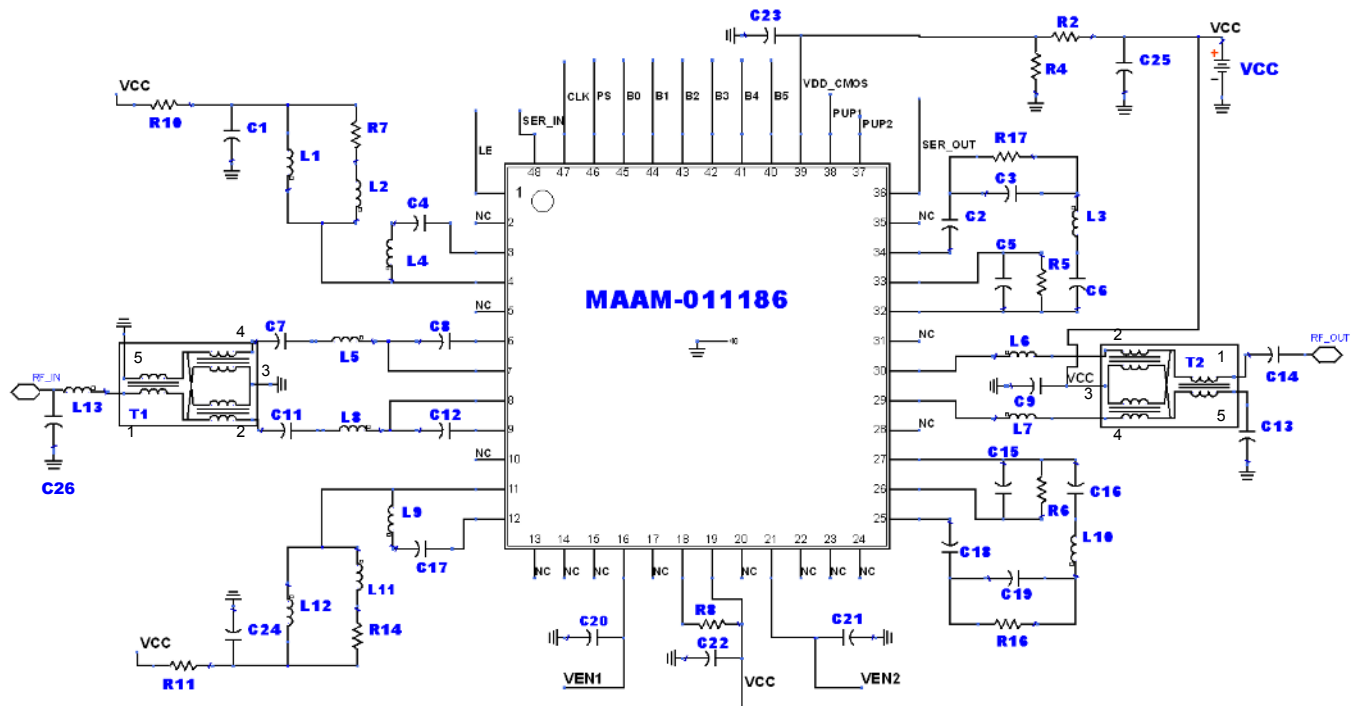 C23
R2
VCC
R4
C25
VCC
+
-
VCC
R10
C1
L1
R7
L2
C4
L4
LE
SER_IN
CLK
PS
B0
B1
B2
B3
B4
B5
VDD_CMOS
PUP1
PUP2
SER_OUT
48 47 46 45 44 43 42 41 40 39 38 37
1
NC 2
3
4
NC 5
6
7
8
9
NC 10
11
12
36
35 NC
34
33
32
31 NC
30
29
28 NC
27
26
25
MAAM-011186
R17
C3
C2
L3
C5
R5
C6
C7
L5
C8
4
5
3
RF_IN
L13
T1
1
2
C26
C11
L8
C12
L6
2
1
T2
RF_OUT
C14
C9
VCC
3
L7
4
5
C13
C15
R6
C16
L10
C18
C19
R16
L9
C17
L12
L11
R14
C24
VCC
R11
13 14 15 16 17 18 19 20 21 22 23 24
NC NC NC NC NC NC NC NC
C20
R8
C22
C21
VEN1
VCC
VEN2